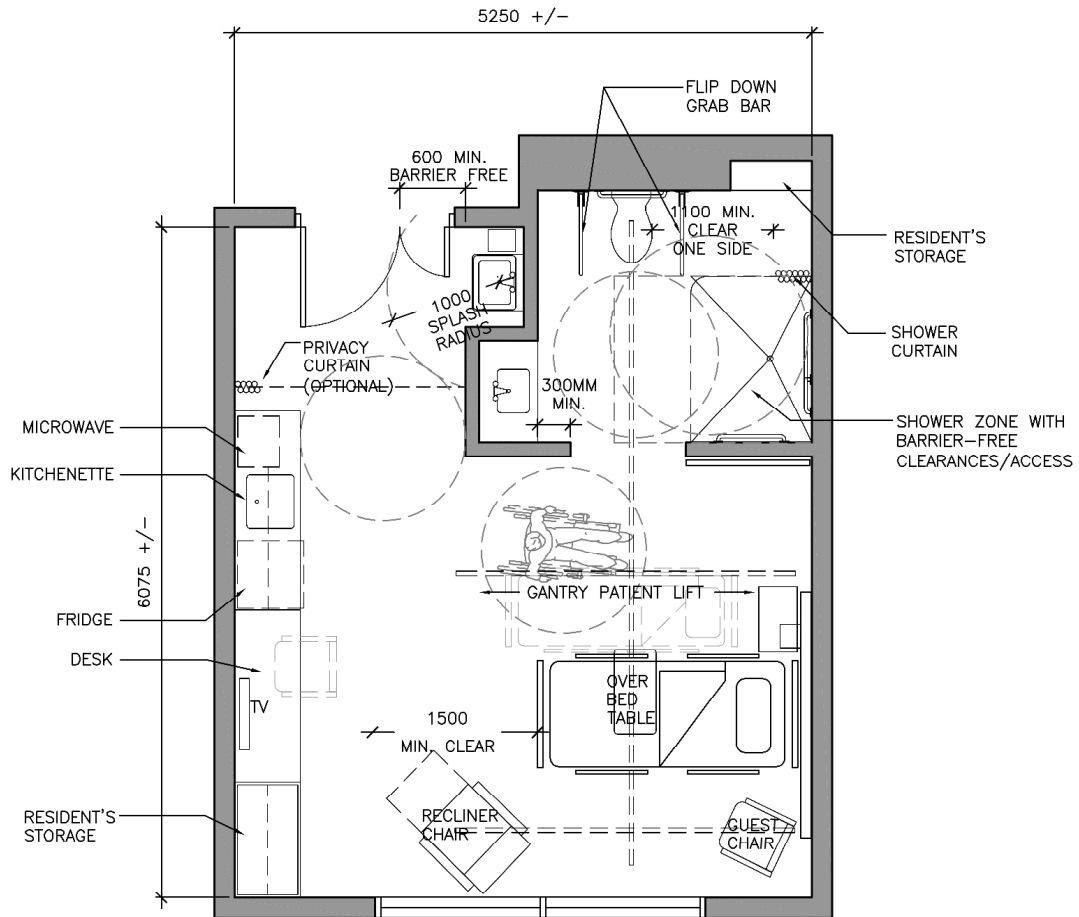 5250 +/-
FLIP DOWN
GRAB BAR
600 MIN.
BARRIER FREE
1100 MIN.
CLEAR
ONE SIDE
RESIDENT'S
STORAGE
1000
SPLASH
RADIUS
SHOWER
CURTAIN
PRIVACY
CURTAIN
(OPTIONAL)
300MM
MIN.
SHOWER ZONE WITH
BARRIER-FREE
CLEARANCES/ACCESS
MICROWAVE
KITCHENETTE
6075 +/-
GANTRY PATIENT LIFT
FRIDGE
DESK
OVER
BED
TABLE
TV
1500
MIN. CLEAR
RESIDENT'S
STORAGE
RECLINER
CHAIR
GUEST
CHAIR